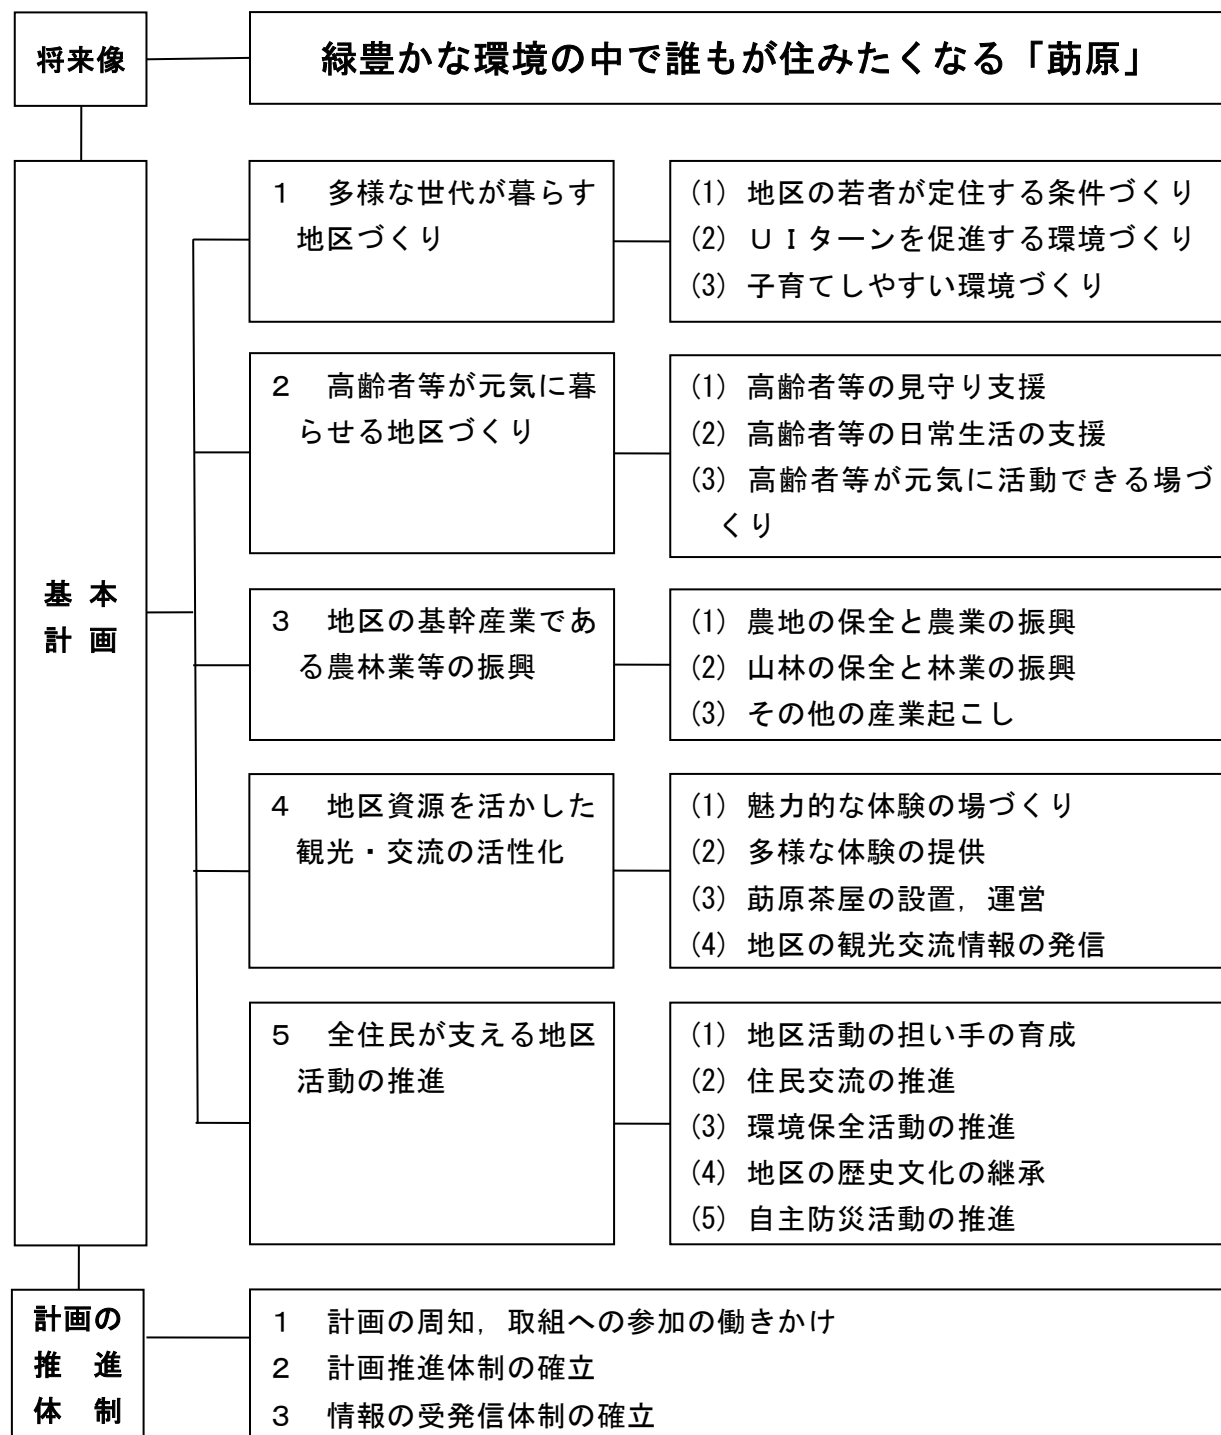 将来像
緑豊かな環境の中で誰もが住みたくなる「莇原」
基本
計画
１　多様な世代が暮らす
地区づくり
(1) 地区の若者が定住する条件づくり
(2) ＵＩターンを促進する環境づくり
(3) 子育てしやすい環境づくり
２　高齢者等が元気に暮
らせる地区づくり
(1) 高齢者等の見守り支援
(2) 高齢者等の日常生活の支援
(3) 高齢者等が元気に活動できる場づ
くり
３　地区の基幹産業であ
る農林業等の振興
(1) 農地の保全と農業の振興
(2) 山林の保全と林業の振興
(3) その他の産業起こし
４　地区資源を活かした
観光・交流の活性化
(1) 魅力的な体験の場づくり
(2) 多様な体験の提供
(3) 莇原茶屋の設置，運営
(4) 地区の観光交流情報の発信
５　全住民が支える地区
活動の推進
(1) 地区活動の担い手の育成
(2) 住民交流の推進
(3) 環境保全活動の推進
(4) 地区の歴史文化の継承
(5) 自主防災活動の推進
計画の
推　進
体　制
１　計画の周知，取組への参加の働きかけ
２　計画推進体制の確立
３　情報の受発信体制の確立